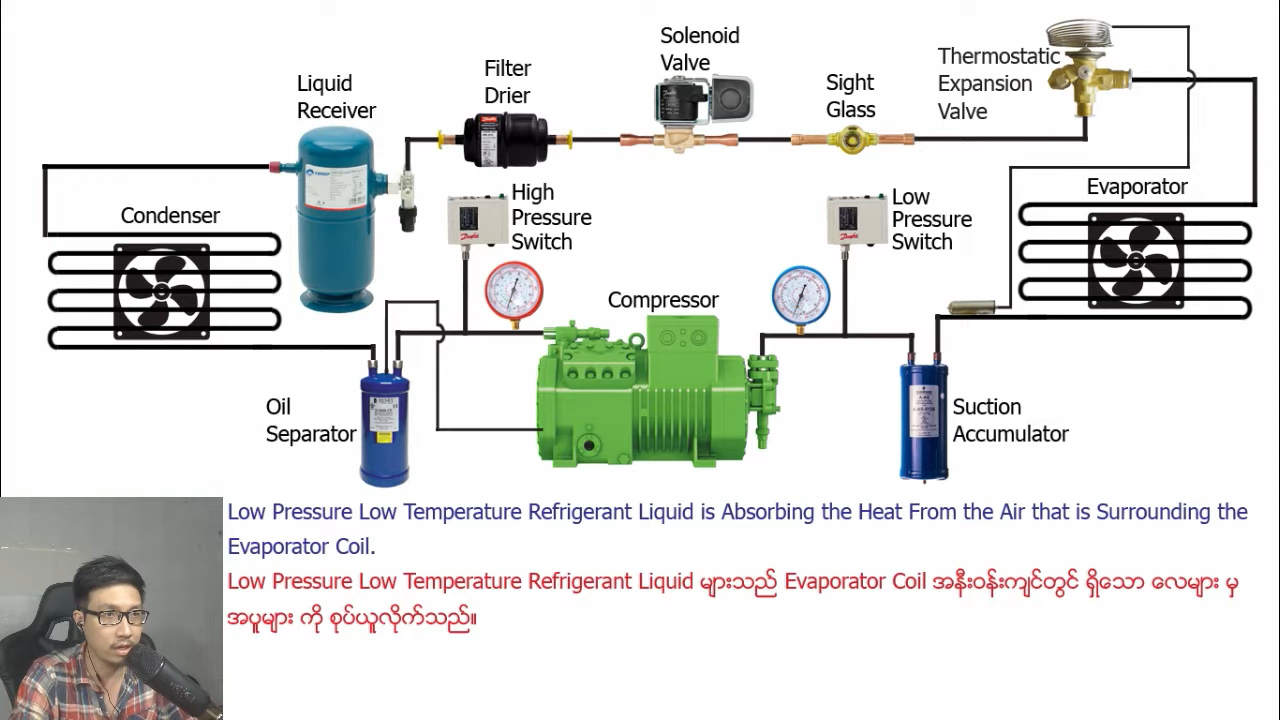 Solenoid
Valve
Thermostatic
Expansion
Valve
Filter
Drier
Liquid
Receiver
Sight
Glass
High
Pressure
Switch
Low
Pressure
Switch
Evaporator
Condenser
Compressor
Oil
Separator
Suction
Accumulator
Danfoss
Low Pressure Low Temperature Refrigerant Liquid is Absorbing the Heat From the Air that is Surrounding the
Evaporator Coil.
Low Pressure Low Temperature Refrigerant Liquid များသည် Evaporator Coil အနီးဝန်းကျင်တွင် ရှိသော လေများ မှ
အပူများ ကို စုပ်ယူလိုက်သည်။